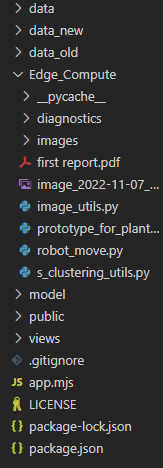 data
data_new
data_old
Edge_Compute
__pycache__
diagnostics
images
first report.pdf
image_2022-11-07_...
image_utils.py
prototype_for_plant...
robot_move.py
s_clustering_utils.py
model
public
views
.gitignore
app.mjs
LICENSE
package-lock.json
package.json